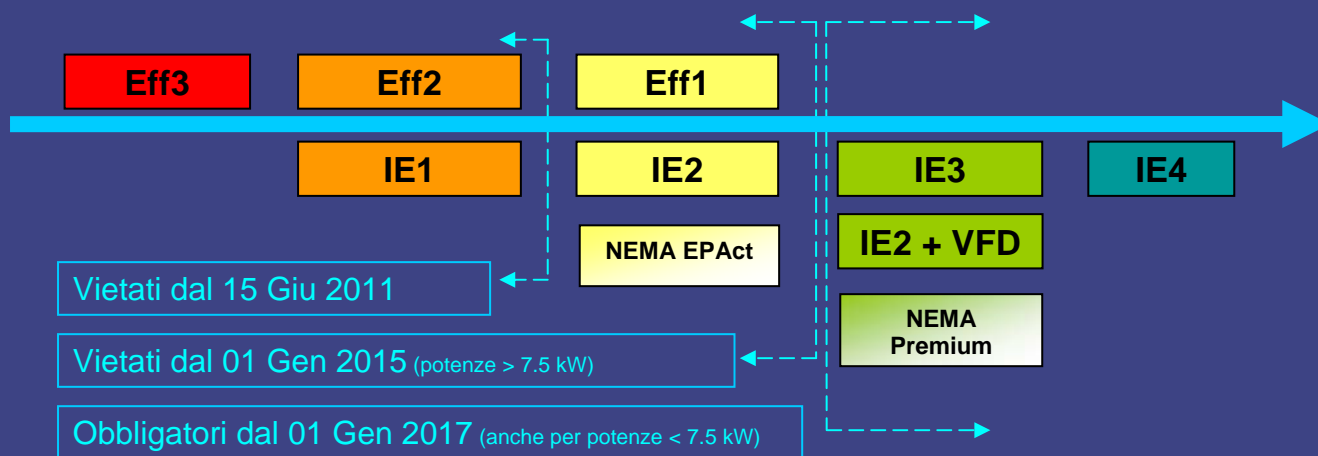 Eff3
Eff2
Eff1
IE1
IE2
IE3
IE4
NEMA EPAct
IE2 + VFD
Vietati dal 15 Giu 2011
NEMA
Premium
Vietati dal 01 Gen 2015 (potenze > 7.5 kW)
Obbligatori dal 01 Gen 2017 (anche per potenze < 7.5 kW)